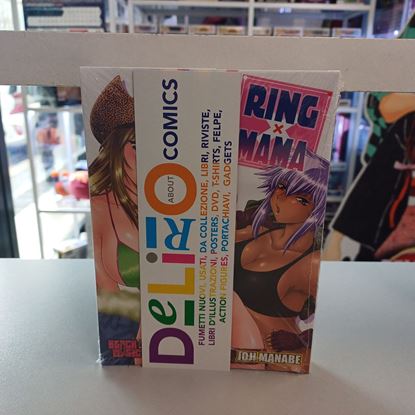 DeLiRiO
ABOUT COMICS
FUMETTI NUOVI, USATI, DA COLLEZIONE, LIBRI, RIVISTE,
LIBRI D'ILLUSTRAZIONI, POSTERS, DVD, T-SHIRTS, FELPE,
ACTION FIGURES, PORTACHIAVI, GADGETS
RING
x
MAMA
JOJI MANABE